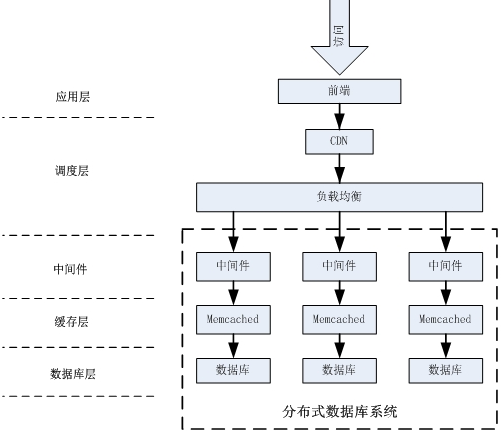 访问
应用层
前端
CDN
调度层
负载均衡
中间件
中间件
中间件
中间件
缓存层
Memcached
Memcached
Memcached
数据库层
数据库
数据库
数据库
分布式数据库系统